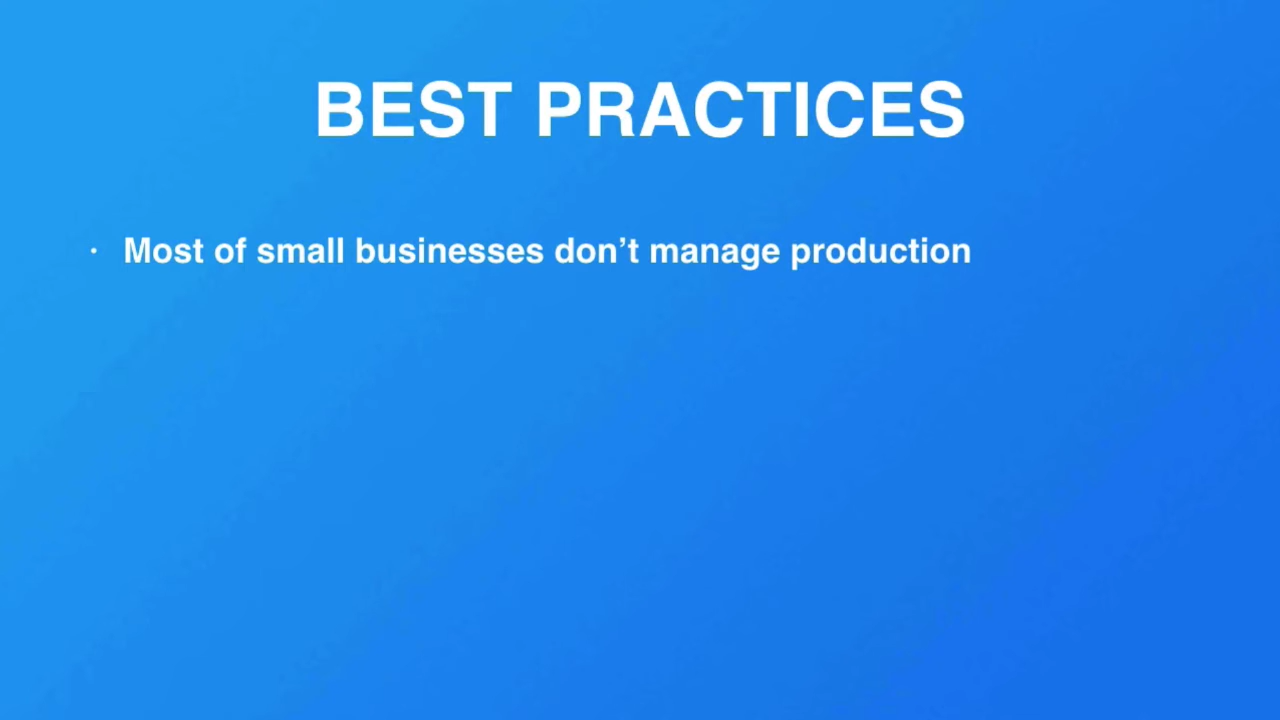 BEST PRACTICES
· Most of small businesses don’t manage production